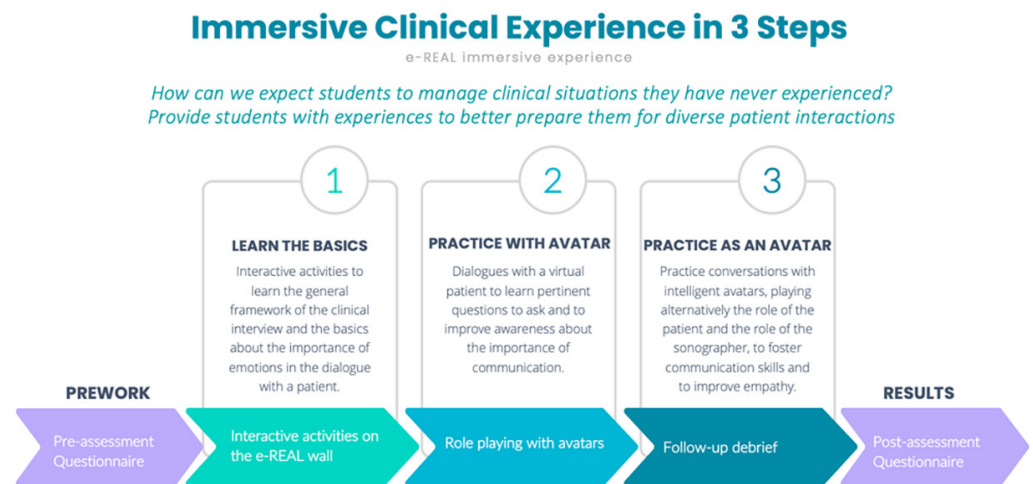 Immersive Clinical Experience in 3 Steps
e-REAL immersive experience
How can we expect students to manage clinical situations they have never experienced?
Provide students with experiences to better prepare them for diverse patient interactions
1
LEARN THE BASICS
Interactive activities to
learn the general
framework of the clinical
interview and the basics
about the importance of
emotions in the dialogue
with a patient.
2
PRACTICE WITH AVATAR
Dialogues with a virtual
patient to learn pertinent
questions to ask and to
improve awareness about
the importance of
communication.
3
PRACTICE AS AN AVATAR
Practice conversations with
intelligent avatars, playing
alternatively the role of the
patient and the role of the
sonographer, to foster
communication skills and
to improve empathy.
PREWORK
Pre-assessment
Questionnaire
Interactive activities on
the e-REAL wall
Role playing with avatars
Follow-up debrief
RESULTS
Post-assessment
Questionnaire